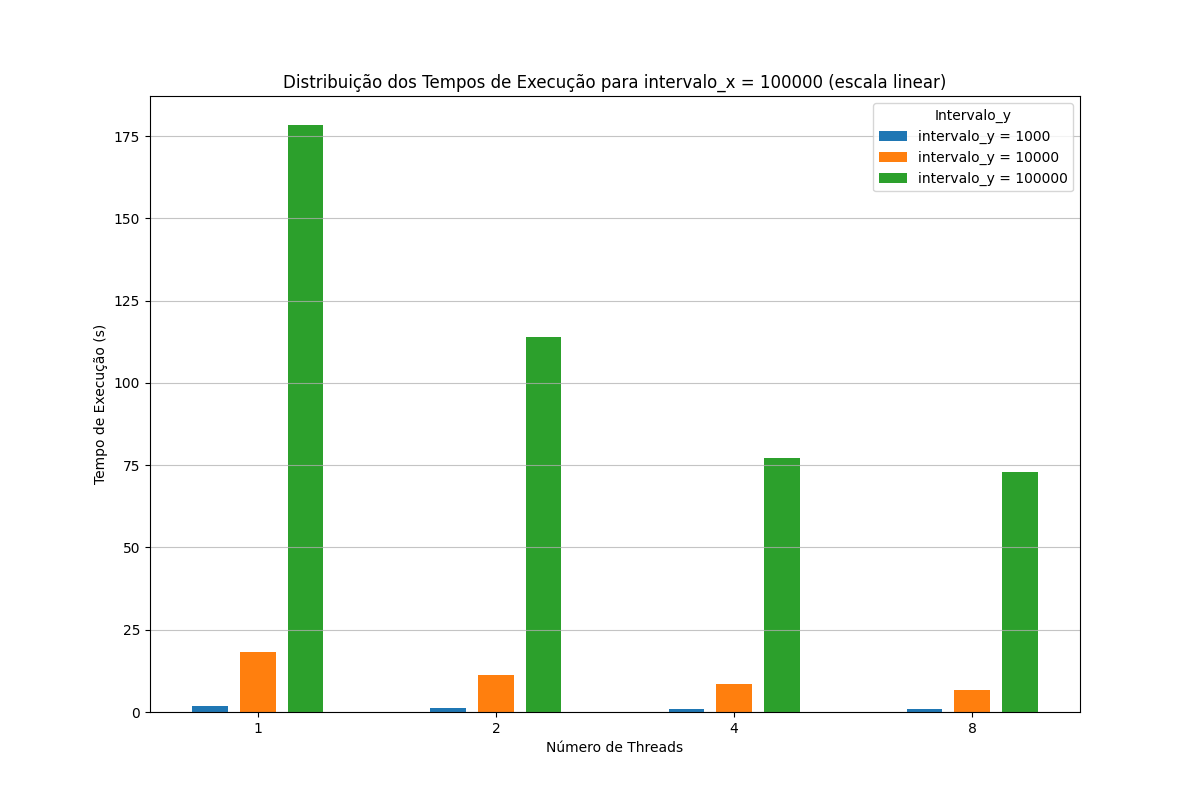 Distribuição dos Tempos de Execução para intervalo_x = 100000 (escala linear)
Intervalo_y
intervalo_y = 1000
intervalo_y = 10000
intervalo_y = 100000
Tempo de Execução (s)
175
150
125
100
75
50
25
0
1 2 4 8
Número de Threads